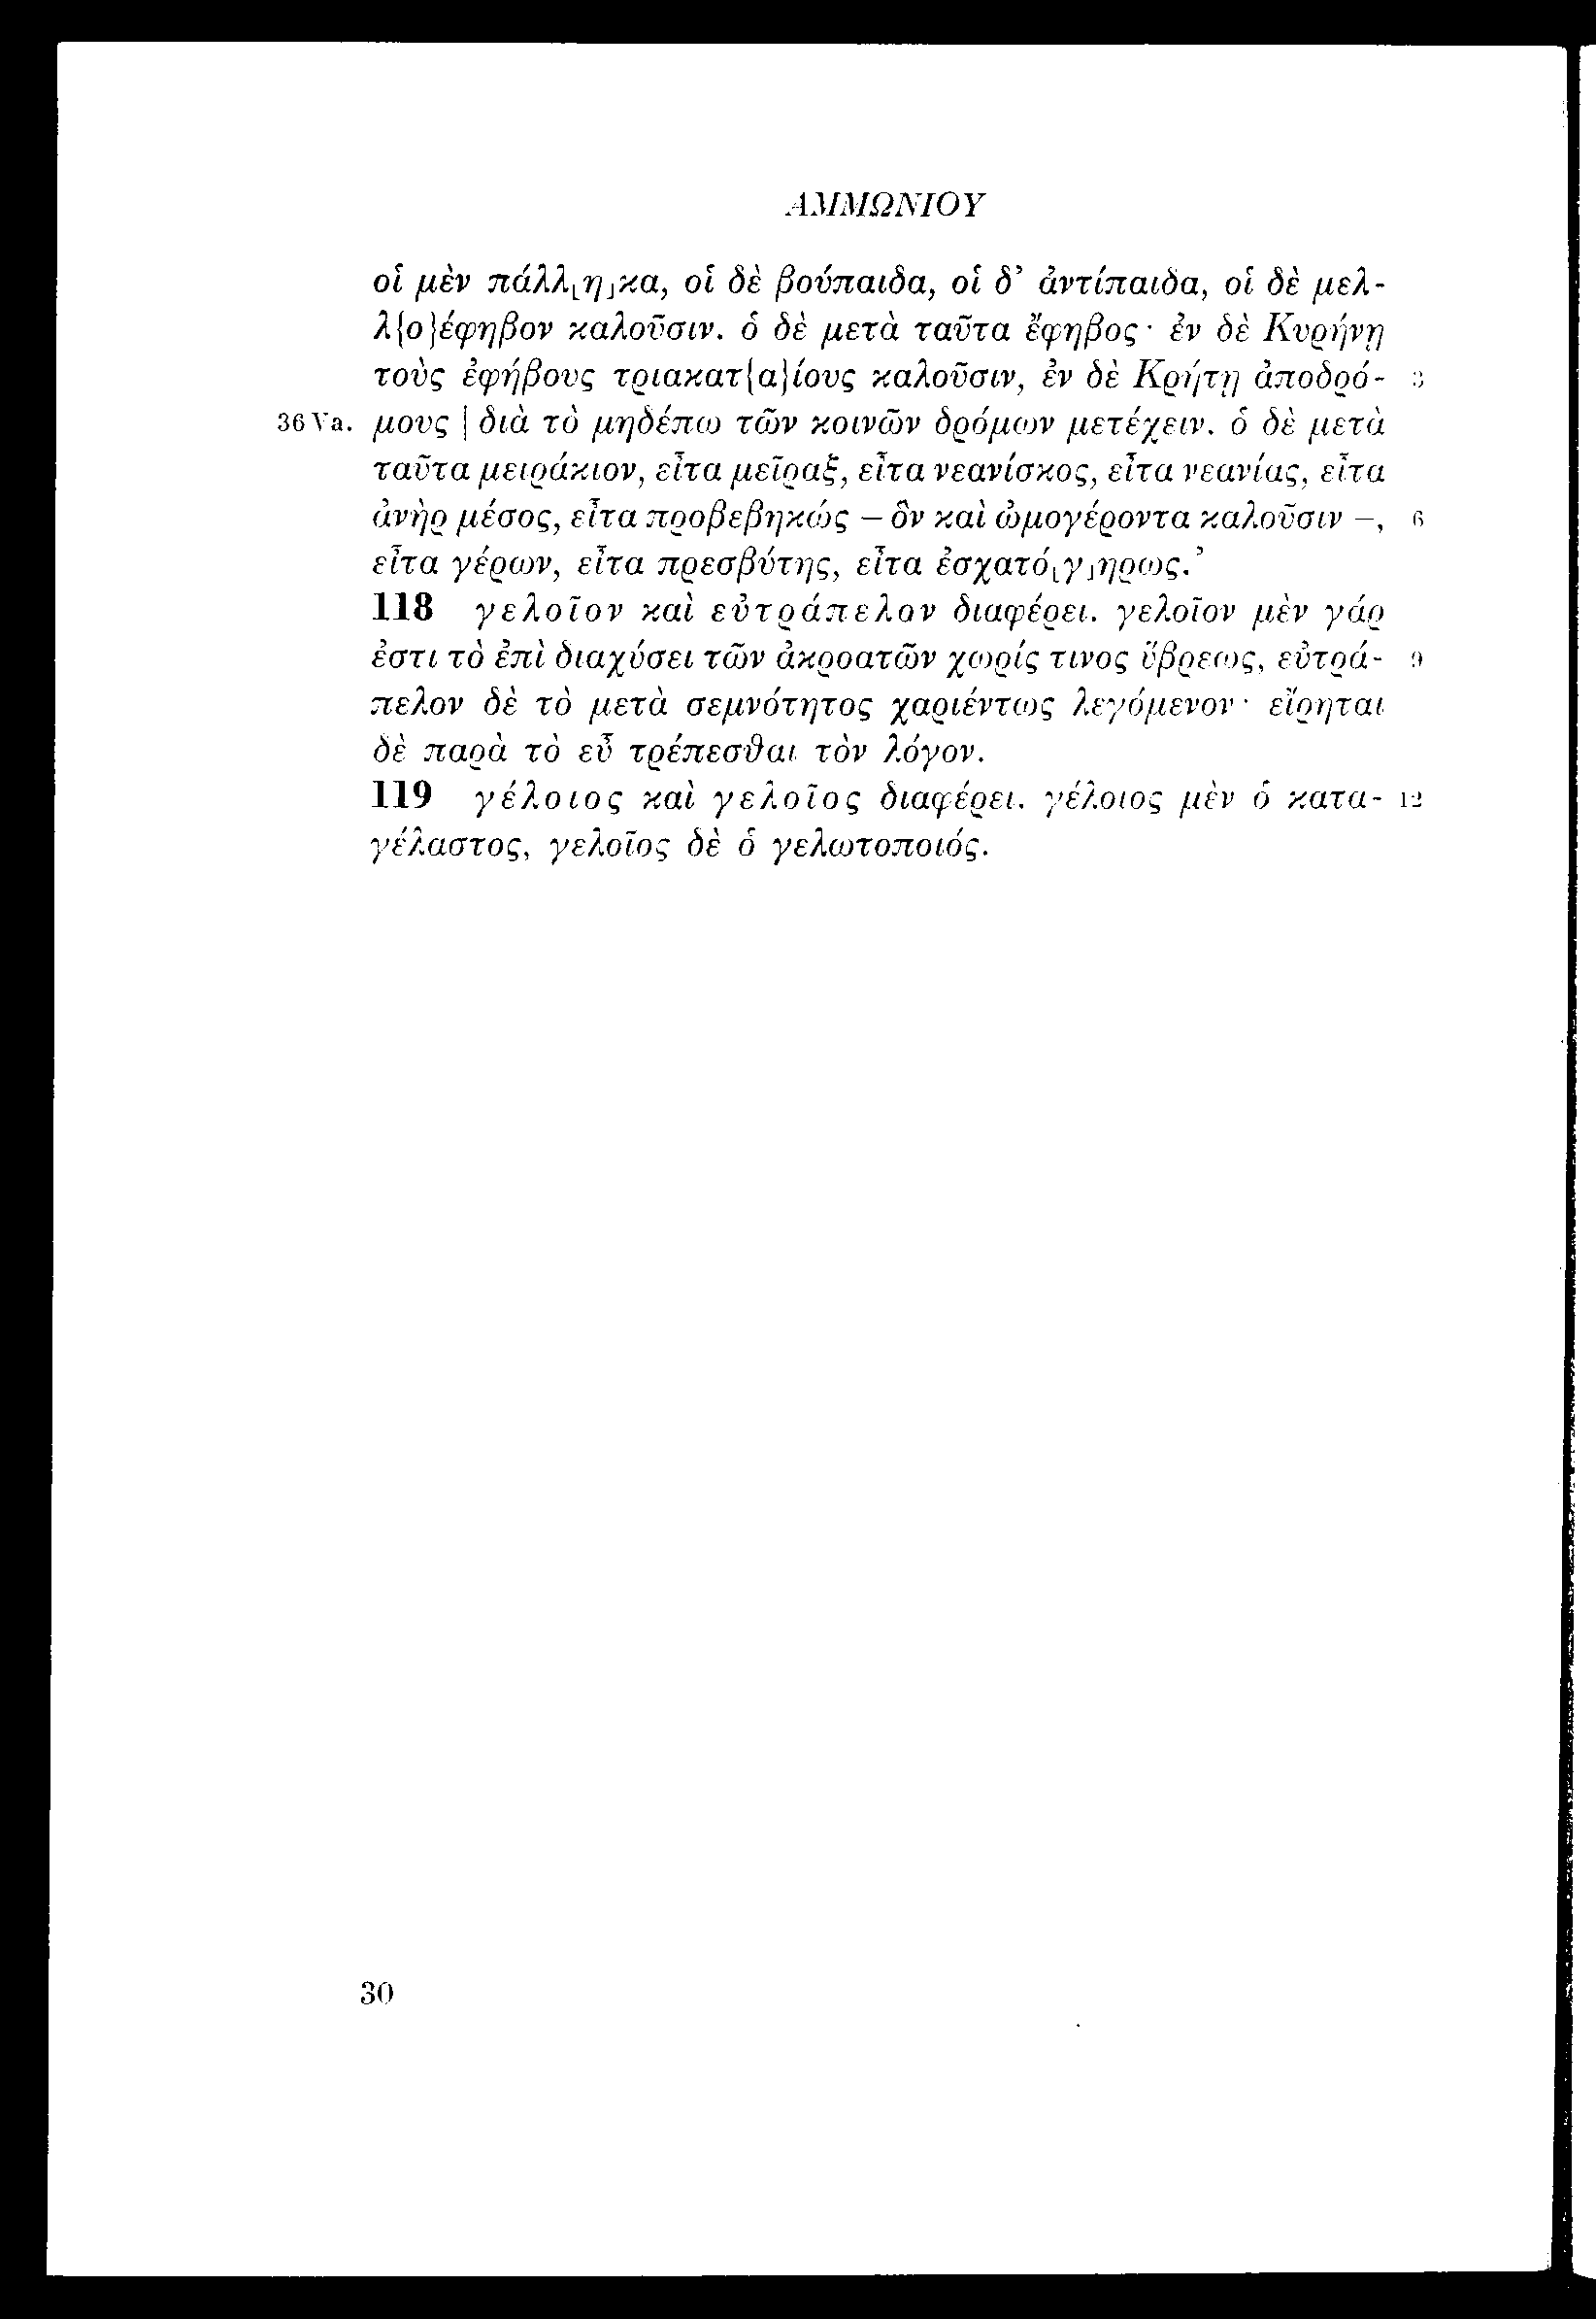 ΑΜΜΩΝΙΟΥ
οἱ μὲν πάλλ⌊η⌋κα, οἱ δὲ βούπαιδα, οἱ δ’ ἀντίπαιδα, οἱ δὲ μελ-
λ{ο}έφηβον καλοῦσιν. ὁ δὲ μετὰ ταῦτα ἔφηβος· ἐν δὲ Κυρήνῃ
τοὺς ἐφήβους τριακατ{α}ίους καλοῦσιν, ἐν δὲ Κρήτῃ ἀποδρό- 3
36 Va. μους | διὰ τὸ μηδέπω τῶν κοινῶν δρόμων μετέχειν. ὁ δὲ μετὰ
ταῦτα μειράκιον, εἶτα μεῖραξ, εἶτα νεανίσκος, εἶτα νεανίας, εἶτα
ἀνὴρ μέσος, εἶτα προβεβηκώς – ὃν καὶ ὠμογέροντα καλοῦσιν –, 6
εἶτα γέρων, εἶτα πρεσβύτης, εἶτα ἐσχατό⌊γ⌋ηρως.’
118 γελοῖον καὶ εὐτράπελον διαφέρει. γελοῖον μὲν γάρ
ἐστι τὸ ἐπὶ διαχύσει τῶν ἀκροατῶν χωρίς τινος ὕβρεως, εὐτρά- 9
πελον δὲ τὸ μετὰ σεμνότητος χαριέντως λεγόμενον· εἴρηται
δὲ παρὰ τὸ εὖ τρέπεσθαι τὸν λόγον.
119 γέλοιος καὶ γελοῖος διαφέρει. γέλοιος μὲν ὁ κατα- 12
γέλαστος, γελοῖος δὲ ὁ γελωτοποιός.
30